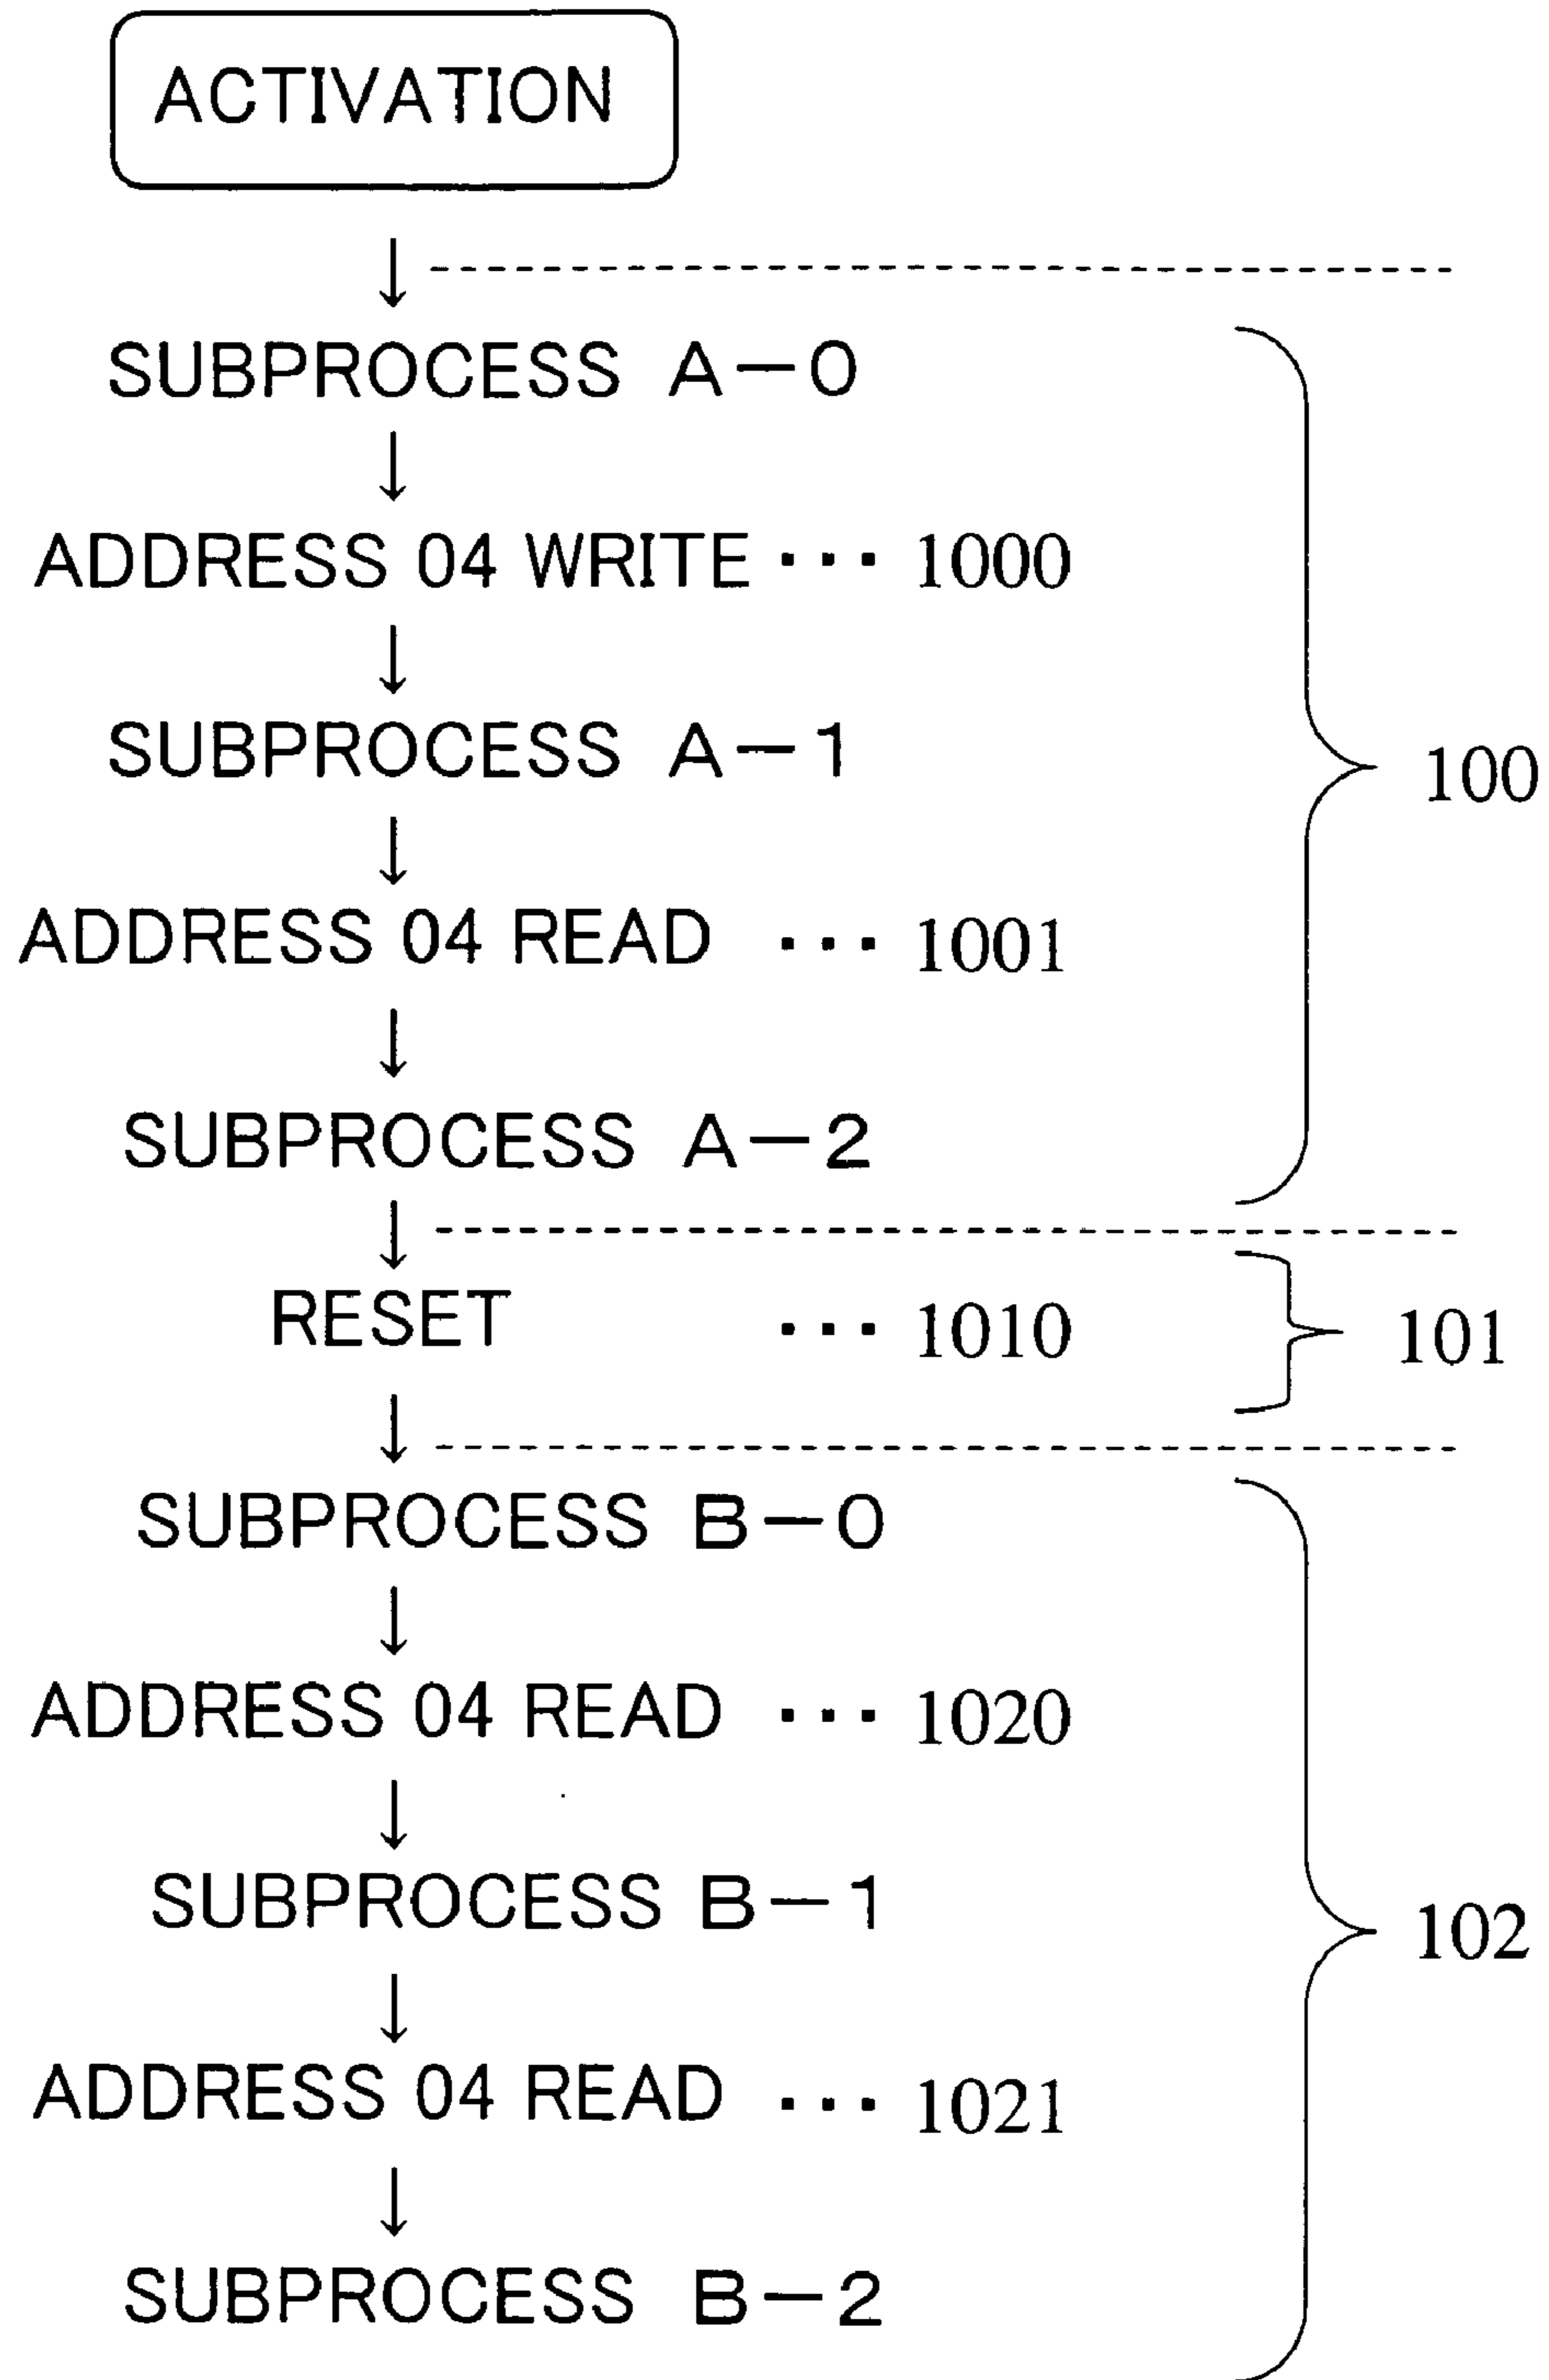 ACTIVATION
SUBPROCESS A-0
ADDRESS 04 WRITE ... 1000
SUBPROCESS A-1
100
ADDRESS 04 READ ... 1001
SUBPROCESS A-2
RESET ... 1010
101
SUBPROCESS B-0
ADDRESS 04 READ ... 1020
SUBPROCESS B-1
102
ADDRESS 04 READ ... 1021
SUBPROCESS B-2